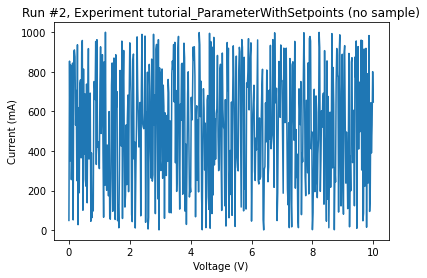 Run #2, Experiment tutorial_ParameterWithSetpoints (no sample)
1000
800
600
400
200
0
Current (mA)
0 2 4 6 8 10
Voltage (V)